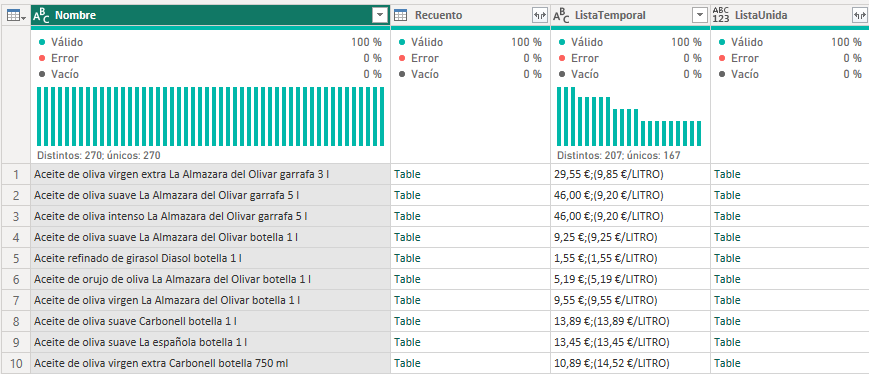 ABC Nombre Recuento ABC ListaTemporal ABC 123 ListaUnida
Válido 100 % Válido 100 % Válido 100 % Válido 100 %
Error 0 % Error 0 % Error 0 % Error 0 %
Vacío 0 % Vacío 0 % Vacío 0 % Vacío 0 %
Distintos: 270; únicos: 270 Distintos: 207; únicos: 167
1 Aceite de oliva virgen extra La Almazara del Olivar garrafa 3 l Table 29,55 €;(9,85 €/LITRO) Table
2 Aceite de oliva suave La Almazara del Olivar garrafa 5 l Table 46,00 €;(9,20 €/LITRO) Table
3 Aceite de oliva intenso La Almazara del Olivar garrafa 5 l Table 46,00 €;(9,20 €/LITRO) Table
4 Aceite de oliva suave La Almazara del Olivar botella 1 l Table 9,25 €;(9,25 €/LITRO) Table
5 Aceite refinado de girasol Diasol botella 1 l Table 1,55 €;(1,55 €/LITRO) Table
6 Aceite de orujo de oliva La Almazara del Olivar botella 1 l Table 5,19 €;(5,19 €/LITRO) Table
7 Aceite de oliva virgen La Almazara del Olivar botella 1 l Table 9,55 €;(9,55 €/LITRO) Table
8 Aceite de oliva suave Carbonell botella 1 l Table 13,89 €;(13,89 €/LITRO) Table
9 Aceite de oliva suave La española botella 1 l Table 13,45 €;(13,45 €/LITRO) Table
10 Aceite de oliva virgen extra Carbonell botella 750 ml Table 10,89 €;(14,52 €/LITRO) Table